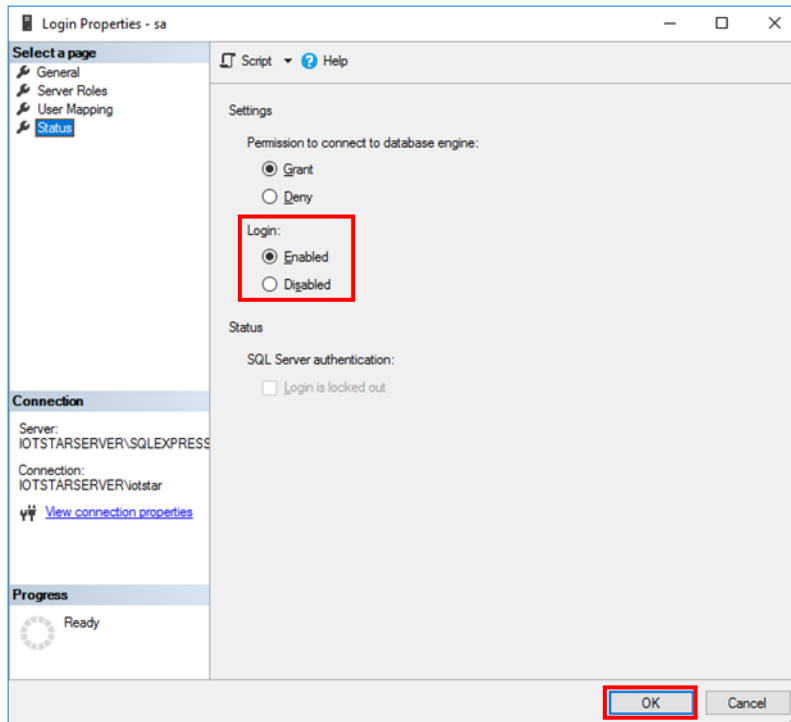 Login Properties - sa
Select a page
General
Server Roles
User Mapping
Status
Script
Help
Settings
Permission to connect to database engine:
Grant
Deny
Login:
Enabled
Disabled
Status
SQL Server authentication:
Login is locked out
Connection
Server:
IOTSTARSERVER\SQLEXPRESS
Connection:
IOTSTARSERVER\iotstar
View connection properties
Progress
Ready
OK
Cancel